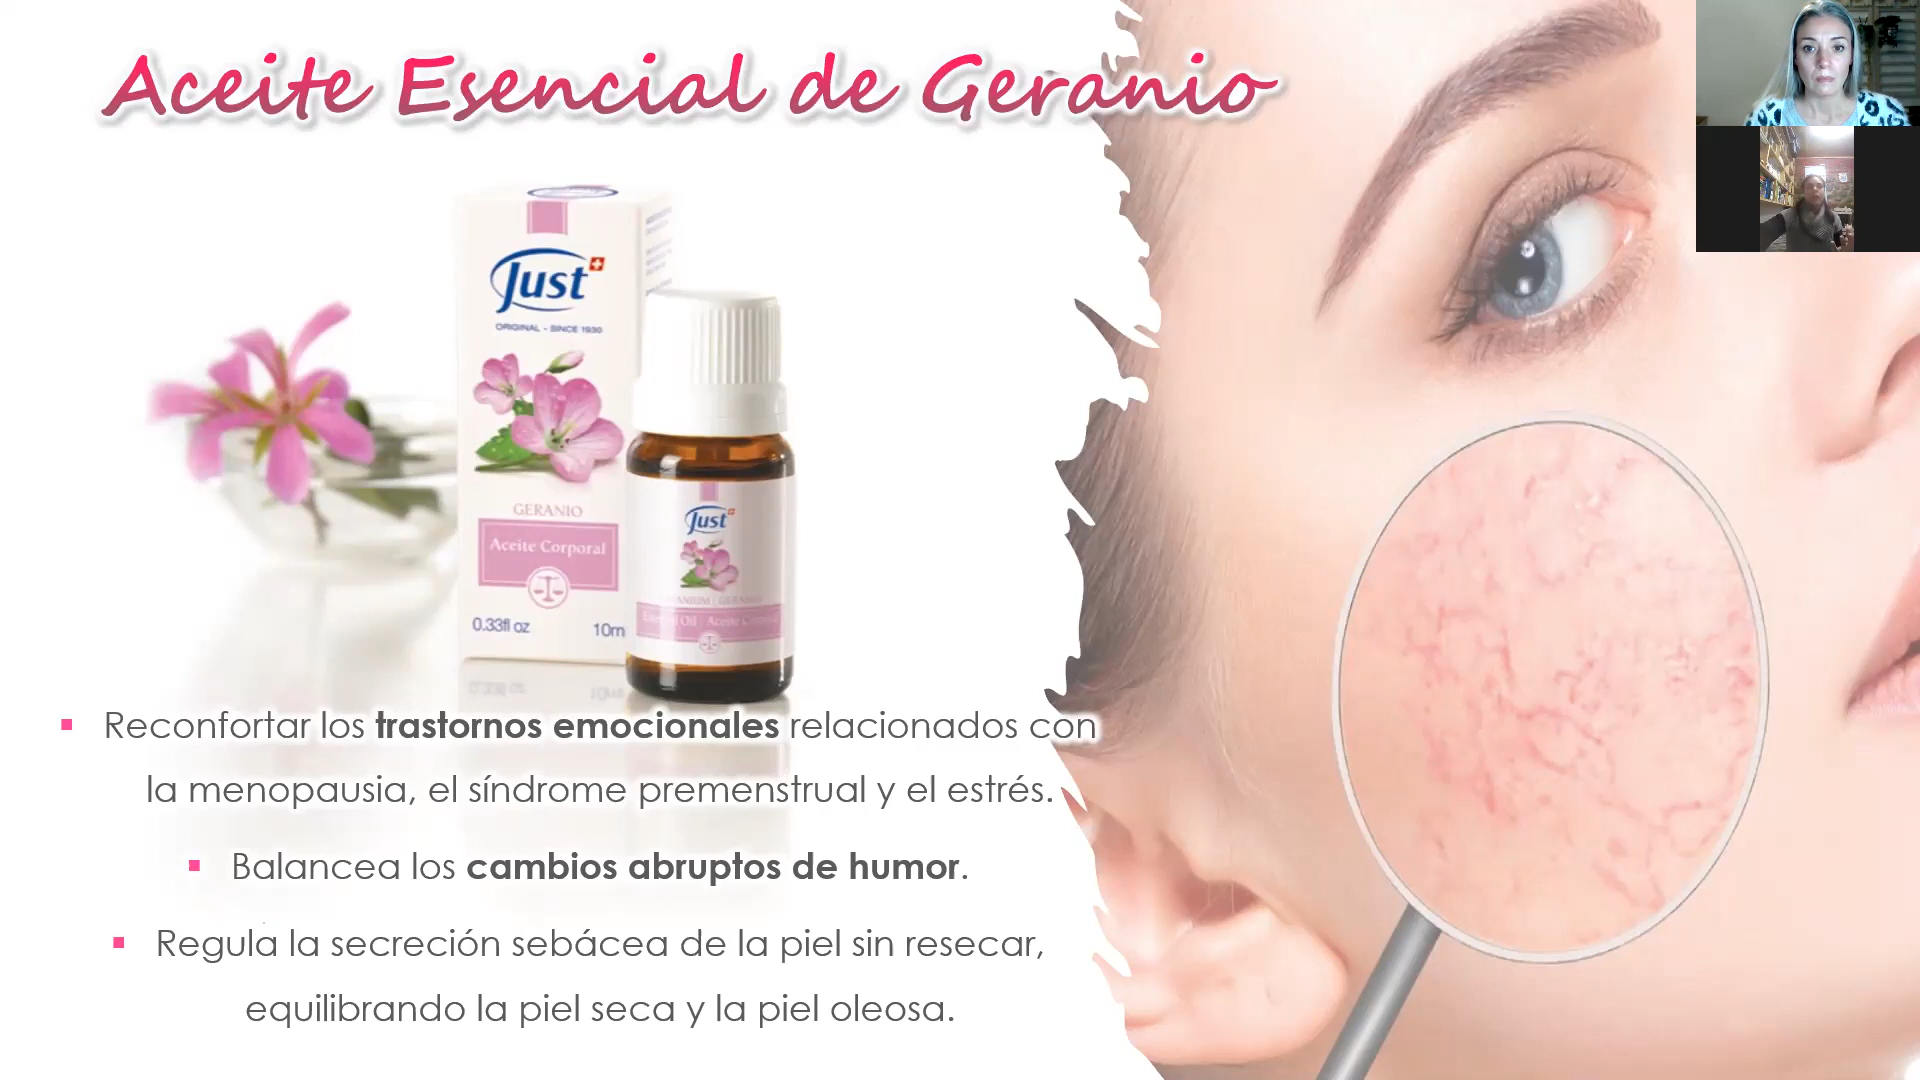 Aceite Esencial de Geranio
Just
ORIGINAL - SINCE 1930
GERANIO
Aceite Corporal
0.33fl oz 10m
Just
Oil Aceite
▪ Reconfortar los trastornos emocionales relacionados con
la menopausia, el síndrome premenstrual y el estrés.
▪ Balancea los cambios abruptos de humor.
▪ Regula la secreción sebácea de la piel sin resecar,
equilibrando la piel seca y la piel oleosa.